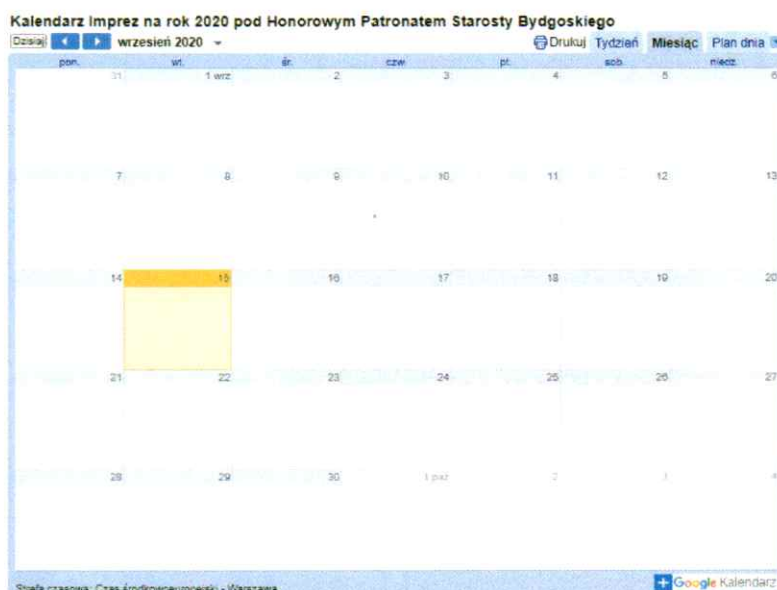 Kalendarz Imprez na rok 2020 pod Honorowym Patronatem Starosty Bydgoskiego
Dzisiaj wrzesień 2020 Drukuj Tydzień Miesiąc Plan dnia
pon. wt. śr. czw. pt. sob. niedz.
31 1 wrz 2 3 4 5 6
7 8 9 10 11 12 13
14 15 16 17 18 19 20
21 22 23 24 25 26 27
28 29 30 1 paź 2 3 4
Strefa czasowa: Czas środkowoeuropejski - Warszawa
Google Kalendarz